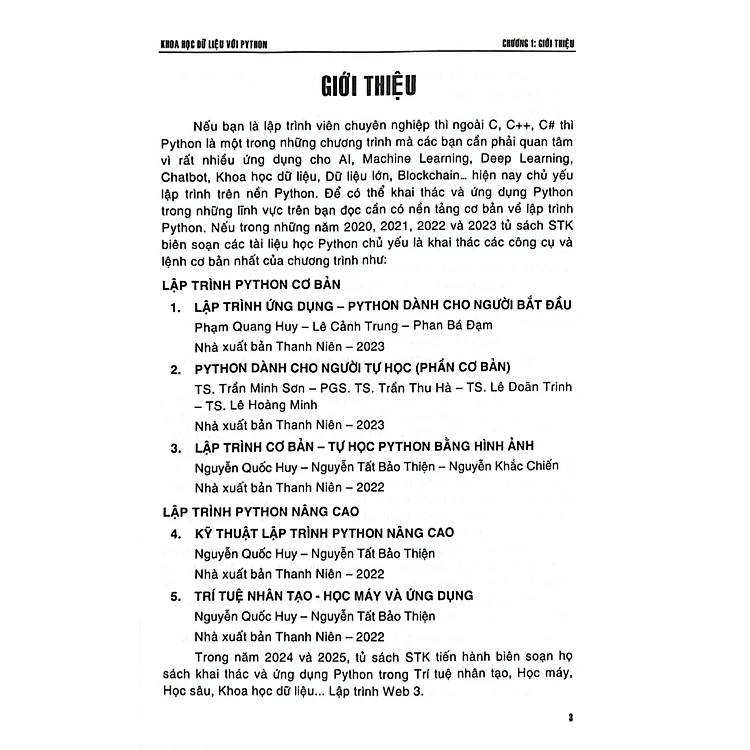 KHOA HỌC DỮ LIỆU VỚI PYTHON
CHƯƠNG 1: GIỚI THIỆU
GIỚI THIỆU
Nếu bạn là lập trình viên chuyên nghiệp thì ngoài C, C++, C# thì
Python là một trong những chương trình mà các bạn cần phải quan tâm
vì rất nhiều ứng dụng cho AI, Machine Learning, Deep Learning,
Chatbot, Khoa học dữ liệu, Dữ liệu lớn, Blockchain... hiện nay chủ yếu
lập trình trên nền Python. Để có thể khai thác và ứng dụng Python
trong những lĩnh vực trên bạn đọc cần có nền tảng cơ bản về lập trình
Python. Nếu trong những năm 2020, 2021, 2022 và 2023 tủ sách STK
biên soạn các tài liệu học Python chủ yếu là khai thác các công cụ và
lệnh cơ bản nhất của chương trình như:
LẬP TRÌNH PYTHON CƠ BẢN
1. LẬP TRÌNH ỨNG DỤNG – PYTHON DÀNH CHO NGƯỜI BẮT ĐẦU
Phạm Quang Huy – Lê Cảnh Trung – Phan Bá Đạm
Nhà xuất bản Thanh Niên – 2023
2. PYTHON DÀNH CHO NGƯỜI TỰ HỌC (PHẦN CƠ BẢN)
TS. Trần Minh Sơn – PGS. TS. Trần Thu Hà – TS. Lê Doãn Trinh
– TS. Lê Hoàng Minh
Nhà xuất bản Thanh Niên – 2023
3. LẬP TRÌNH CƠ BẢN – TỰ HỌC PYTHON BẰNG HÌNH ẢNH
Nguyễn Quốc Huy – Nguyễn Tất Bảo Thiện – Nguyễn Khắc Chiến
Nhà xuất bản Thanh Niên – 2022
LẬP TRÌNH PYTHON NÂNG CAO
4. KỸ THUẬT LẬP TRÌNH PYTHON NÂNG CAO
Nguyễn Quốc Huy – Nguyễn Tất Bảo Thiện
Nhà xuất bản Thanh Niên – 2022
5. TRÍ TUỆ NHÂN TẠO - HỌC MÁY VÀ ỨNG DỤNG
Nguyễn Quốc Huy – Nguyễn Tất Bảo Thiện
Nhà xuất bản Thanh Niên – 2022
Trong năm 2024 và 2025, tủ sách STK tiến hành biên soạn họ
sách khai thác và ứng dụng Python trong Trí tuệ nhân tạo, Học máy,
Học sâu, Khoa học dữ liệu... Lập trình Web 3.
3